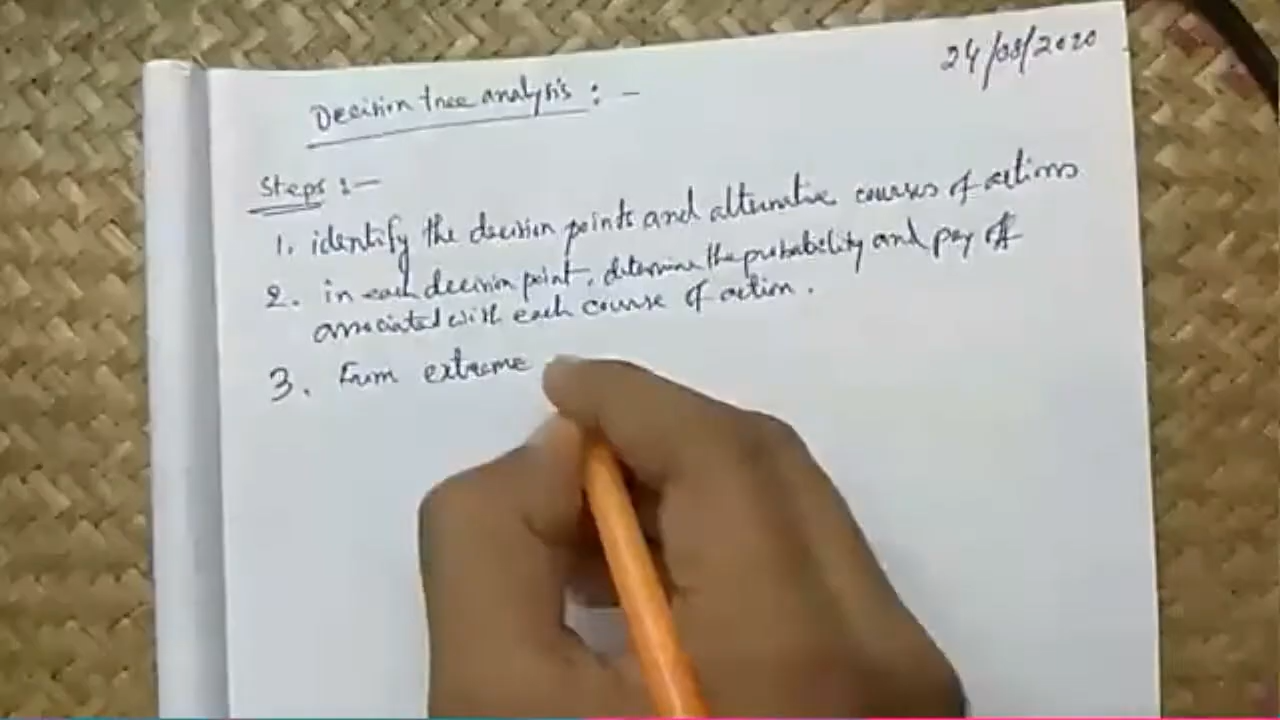 24/08/2020
Decision tree analysis : -
Steps :-
1. identify the decision points and alternative courses of actions
2. in each decision point, determine the probability and pay off
associated with each course of action.
3. From extreme